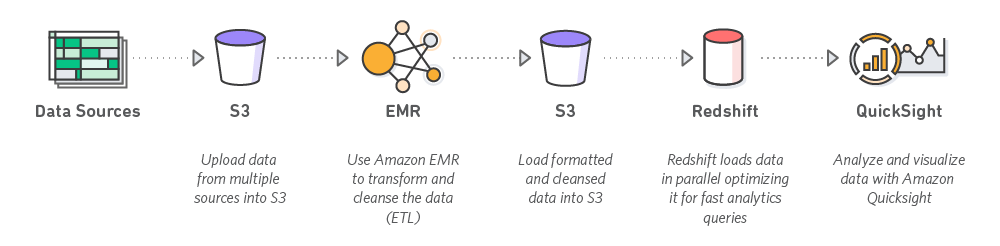 Data Sources
S3
EMR
S3
Redshift
QuickSight
Upload data
from multiple
sources into S3
Use Amazon EMR
to transform and
cleanse the data
(ETL)
Load formatted
and cleansed
data into S3
Redshift loads data
in parallel optimizing
it for fast analytics
queries
Analyze and visualize
data with Amazon
Quicksight